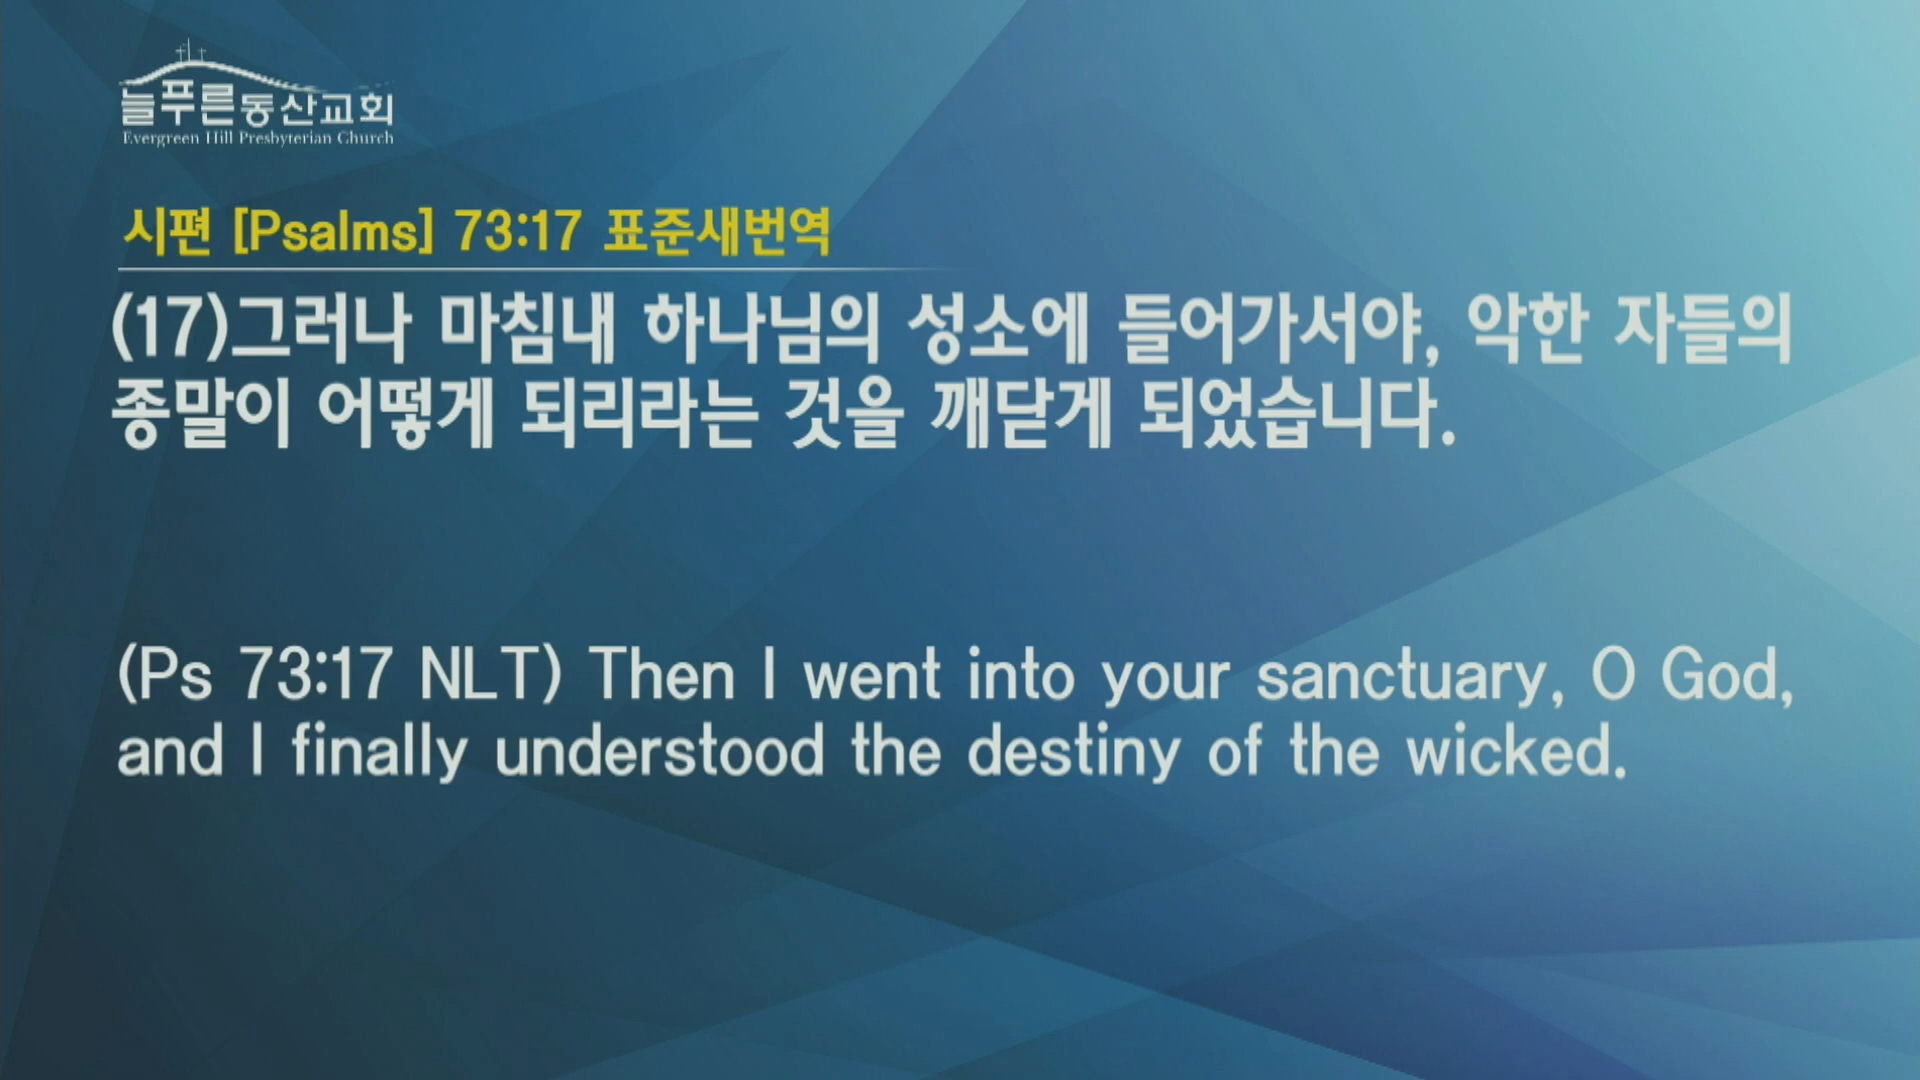 늘푸른동산교회
Evergreen Hill Presbyterian Church
시편 [Psalms] 73:17 표준새번역
(17)그러나 마침내 하나님의 성소에 들어가서야, 악한 자들의
종말이 어떻게 되리라는 것을 깨닫게 되었습니다.
(Ps 73:17 NLT) Then I went into your sanctuary, O God,
and I finally understood the destiny of the wicked.